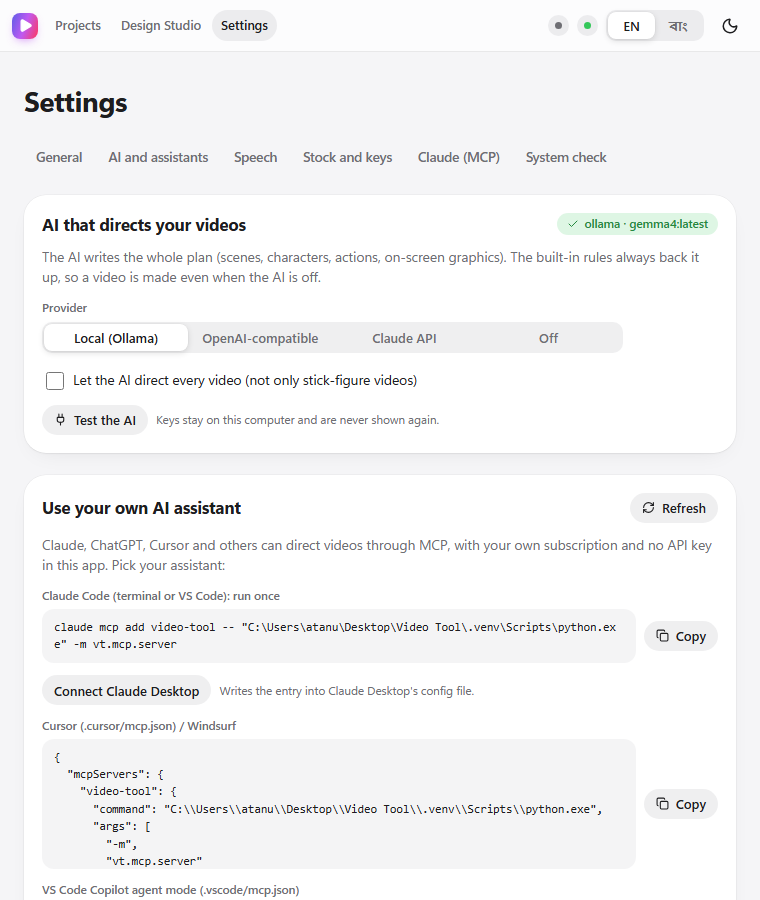 Projects Design Studio Settings EN বাং
Settings
General AI and assistants Speech Stock and keys Claude (MCP) System check
AI that directs your videos
ollama · gemma4:latest
The AI writes the whole plan (scenes, characters, actions, on-screen graphics). The built-in rules always back it
up, so a video is made even when the AI is off.
Provider
Local (Ollama) OpenAI-compatible Claude API Off
Let the AI direct every video (not only stick-figure videos)
Test the AI Keys stay on this computer and are never shown again.
Use your own AI assistant
Refresh
Claude, ChatGPT, Cursor and others can direct videos through MCP, with your own subscription and no API key
in this app. Pick your assistant:
Claude Code (terminal or VS Code): run once
claude mcp add video-tool -- "C:\Users\atanu\Desktop\Video Tool\.venv\Scripts\python.ex
e" -m vt.mcp.server
Copy
Connect Claude Desktop Writes the entry into Claude Desktop's config file.
Cursor (.cursor/mcp.json) / Windsurf
{
"mcpServers": {
"video-tool": {
"command": "C:\\Users\\atanu\\Desktop\\Video Tool\\.venv\\Scripts\\python.exe",
"args": [
"-m",
"vt.mcp.server"
Copy
VS Code Copilot agent mode (.vscode/mcp.json)